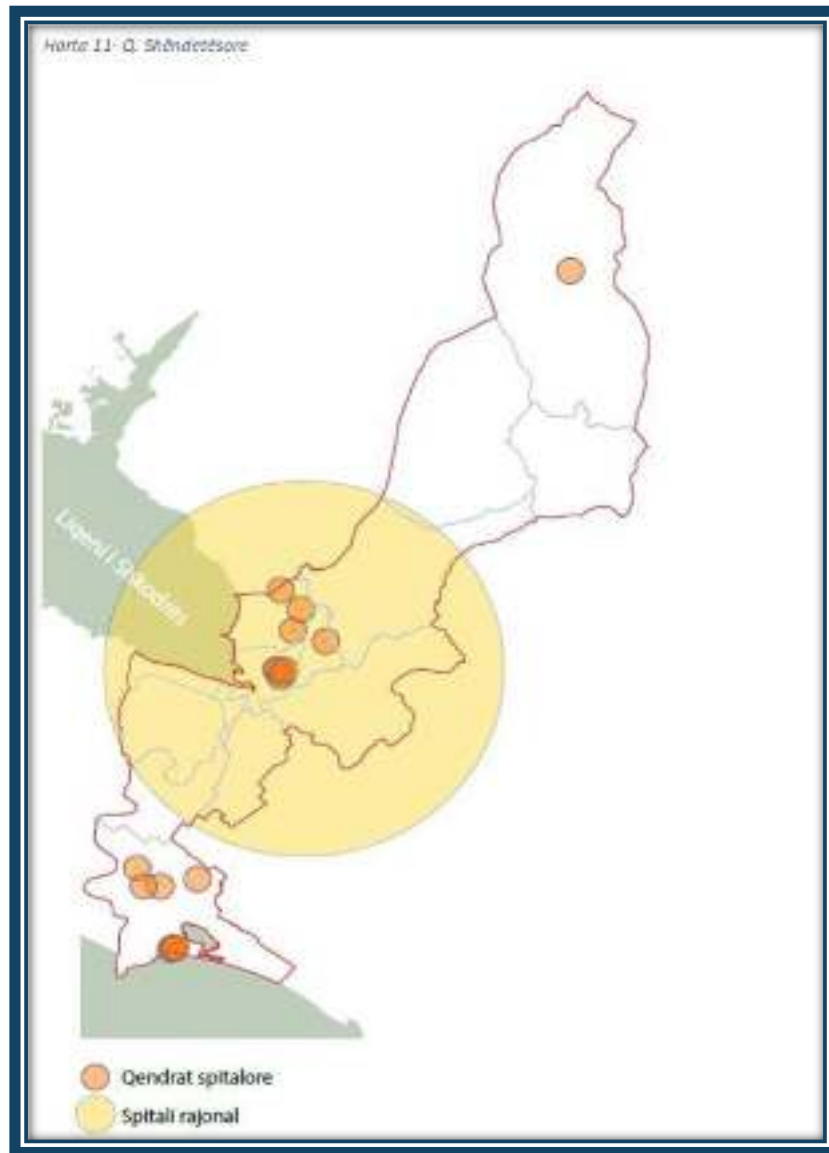 Harta 11- Q. Shëndetësore
Liqeni i Shkodrës
Qendrat spitalore
Spitali rajonal